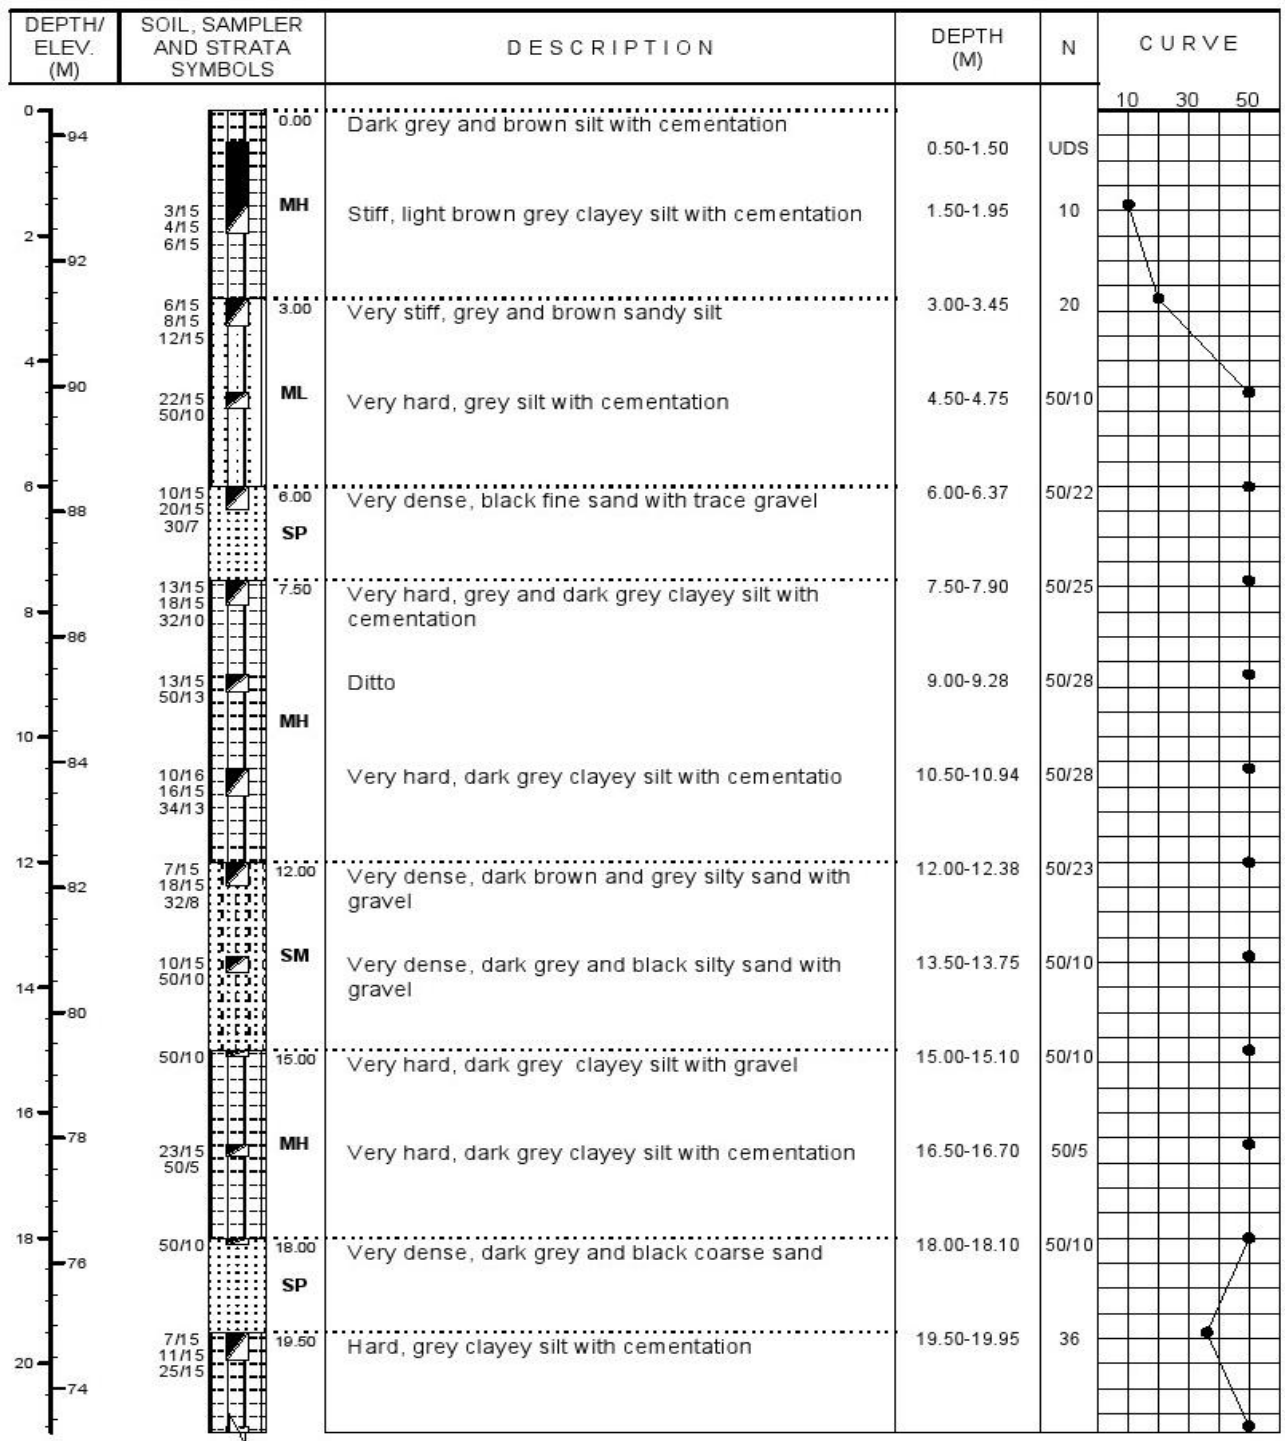 DEPTH/ ELEV. (M)
SOIL, SAMPLER AND STRATA SYMBOLS
DESCRIPTION
DEPTH (M)
N
CURVE
10 30 50
0
0.00 Dark grey and brown silt with cementation
94
0.50-1.50 UDS
3/15 MH Stiff, light brown grey clayey silt with cementation 1.50-1.95 10
4/15
2 6/15
92
6/15 3.00 Very stiff, grey and brown sandy silt 3.00-3.45 20
8/15
12/15
4
90
22/15 ML Very hard, grey silt with cementation 4.50-4.75 50/10
50/10
6 10/15 6.00 Very dense, black fine sand with trace gravel 6.00-6.37 50/22
88 20/15
30/7 SP
13/15 7.50 Very hard, grey and dark grey clayey silt with 7.50-7.90 50/25
8 18/15 cementation
32/10
86
13/15 Ditto 9.00-9.28 50/28
50/13
MH
10
84
10/16 Very hard, dark grey clayey silt with cementatio 10.50-10.94 50/28
16/15
34/13
12 7/15 12.00 Very dense, dark brown and grey silty sand with 12.00-12.38 50/23
82 18/15 gravel
32/8
10/15 SM Very dense, dark grey and black silty sand with 13.50-13.75 50/10
14 50/10 gravel
80
50/10 15.00 Very hard, dark grey clayey silt with gravel 15.00-15.10 50/10
16
78
23/15 MH Very hard, dark grey clayey silt with cementation 16.50-16.70 50/5
50/5
18 50/10 18.00 Very dense, dark grey and black coarse sand 18.00-18.10 50/10
76
SP
7/15 19.50 Hard, grey clayey silt with cementation 19.50-19.95 36
20 11/15
25/15
74